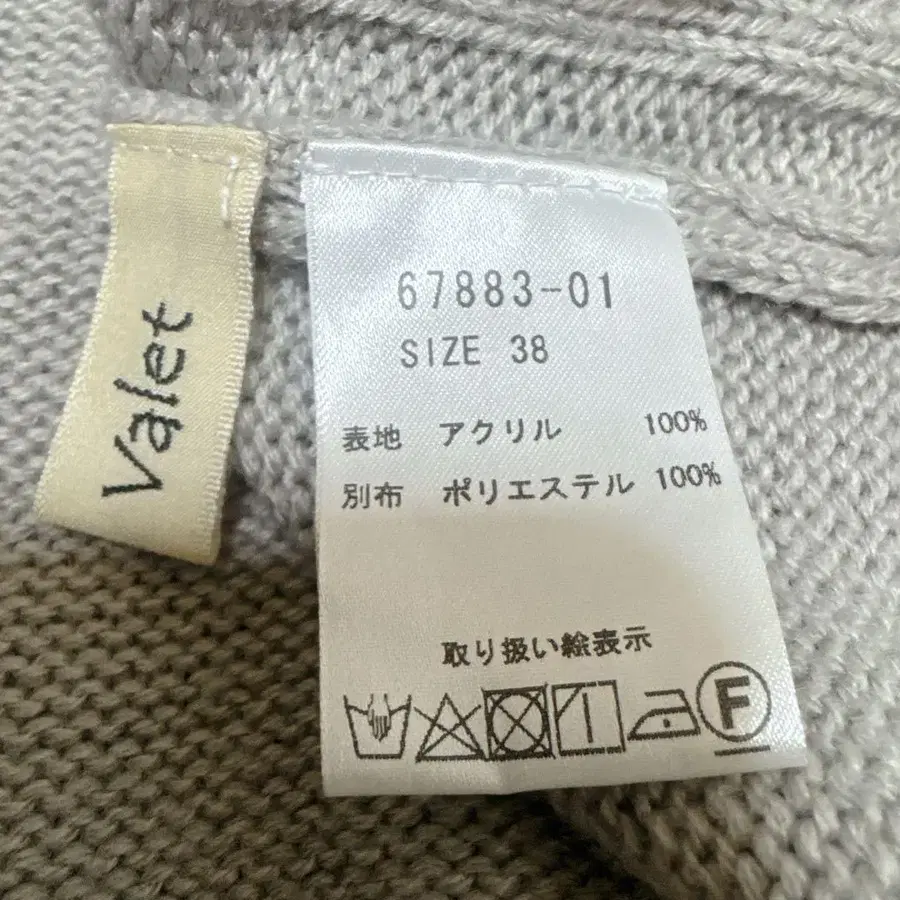 Valet
67883-01
SIZE 38
表地 アクリル 100%
別布 ポリエステル 100%
取り扱い絵表示
F